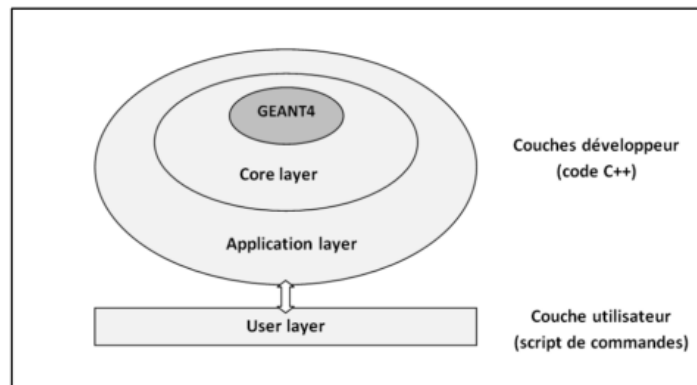 GEANT4
Core layer
Couches développeur
(code C++)
Application layer
User layer
Couche utilisateur
(script de commandes)